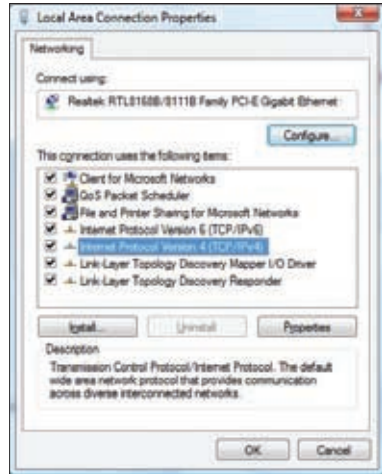 Local Area Connection Properties
Networking
Connect using:
Realtek RTL8168B/8111B Family PCI-E Gigabit Ethernet
Configure...
This connection uses the following items:
Client for Microsoft Networks
QoS Packet Scheduler
File and Printer Sharing for Microsoft Networks
Internet Protocol Version 6 (TCP/IPv6)
Internet Protocol Version 4 (TCP/IPv4)
Link-Layer Topology Discovery Mapper I/O Driver
Link-Layer Topology Discovery Responder
Install... Uninstall Properties
Description
Transmission Control Protocol/Internet Protocol. The default
wide area network protocol that provides communication
across diverse interconnected networks.
OK Cancel